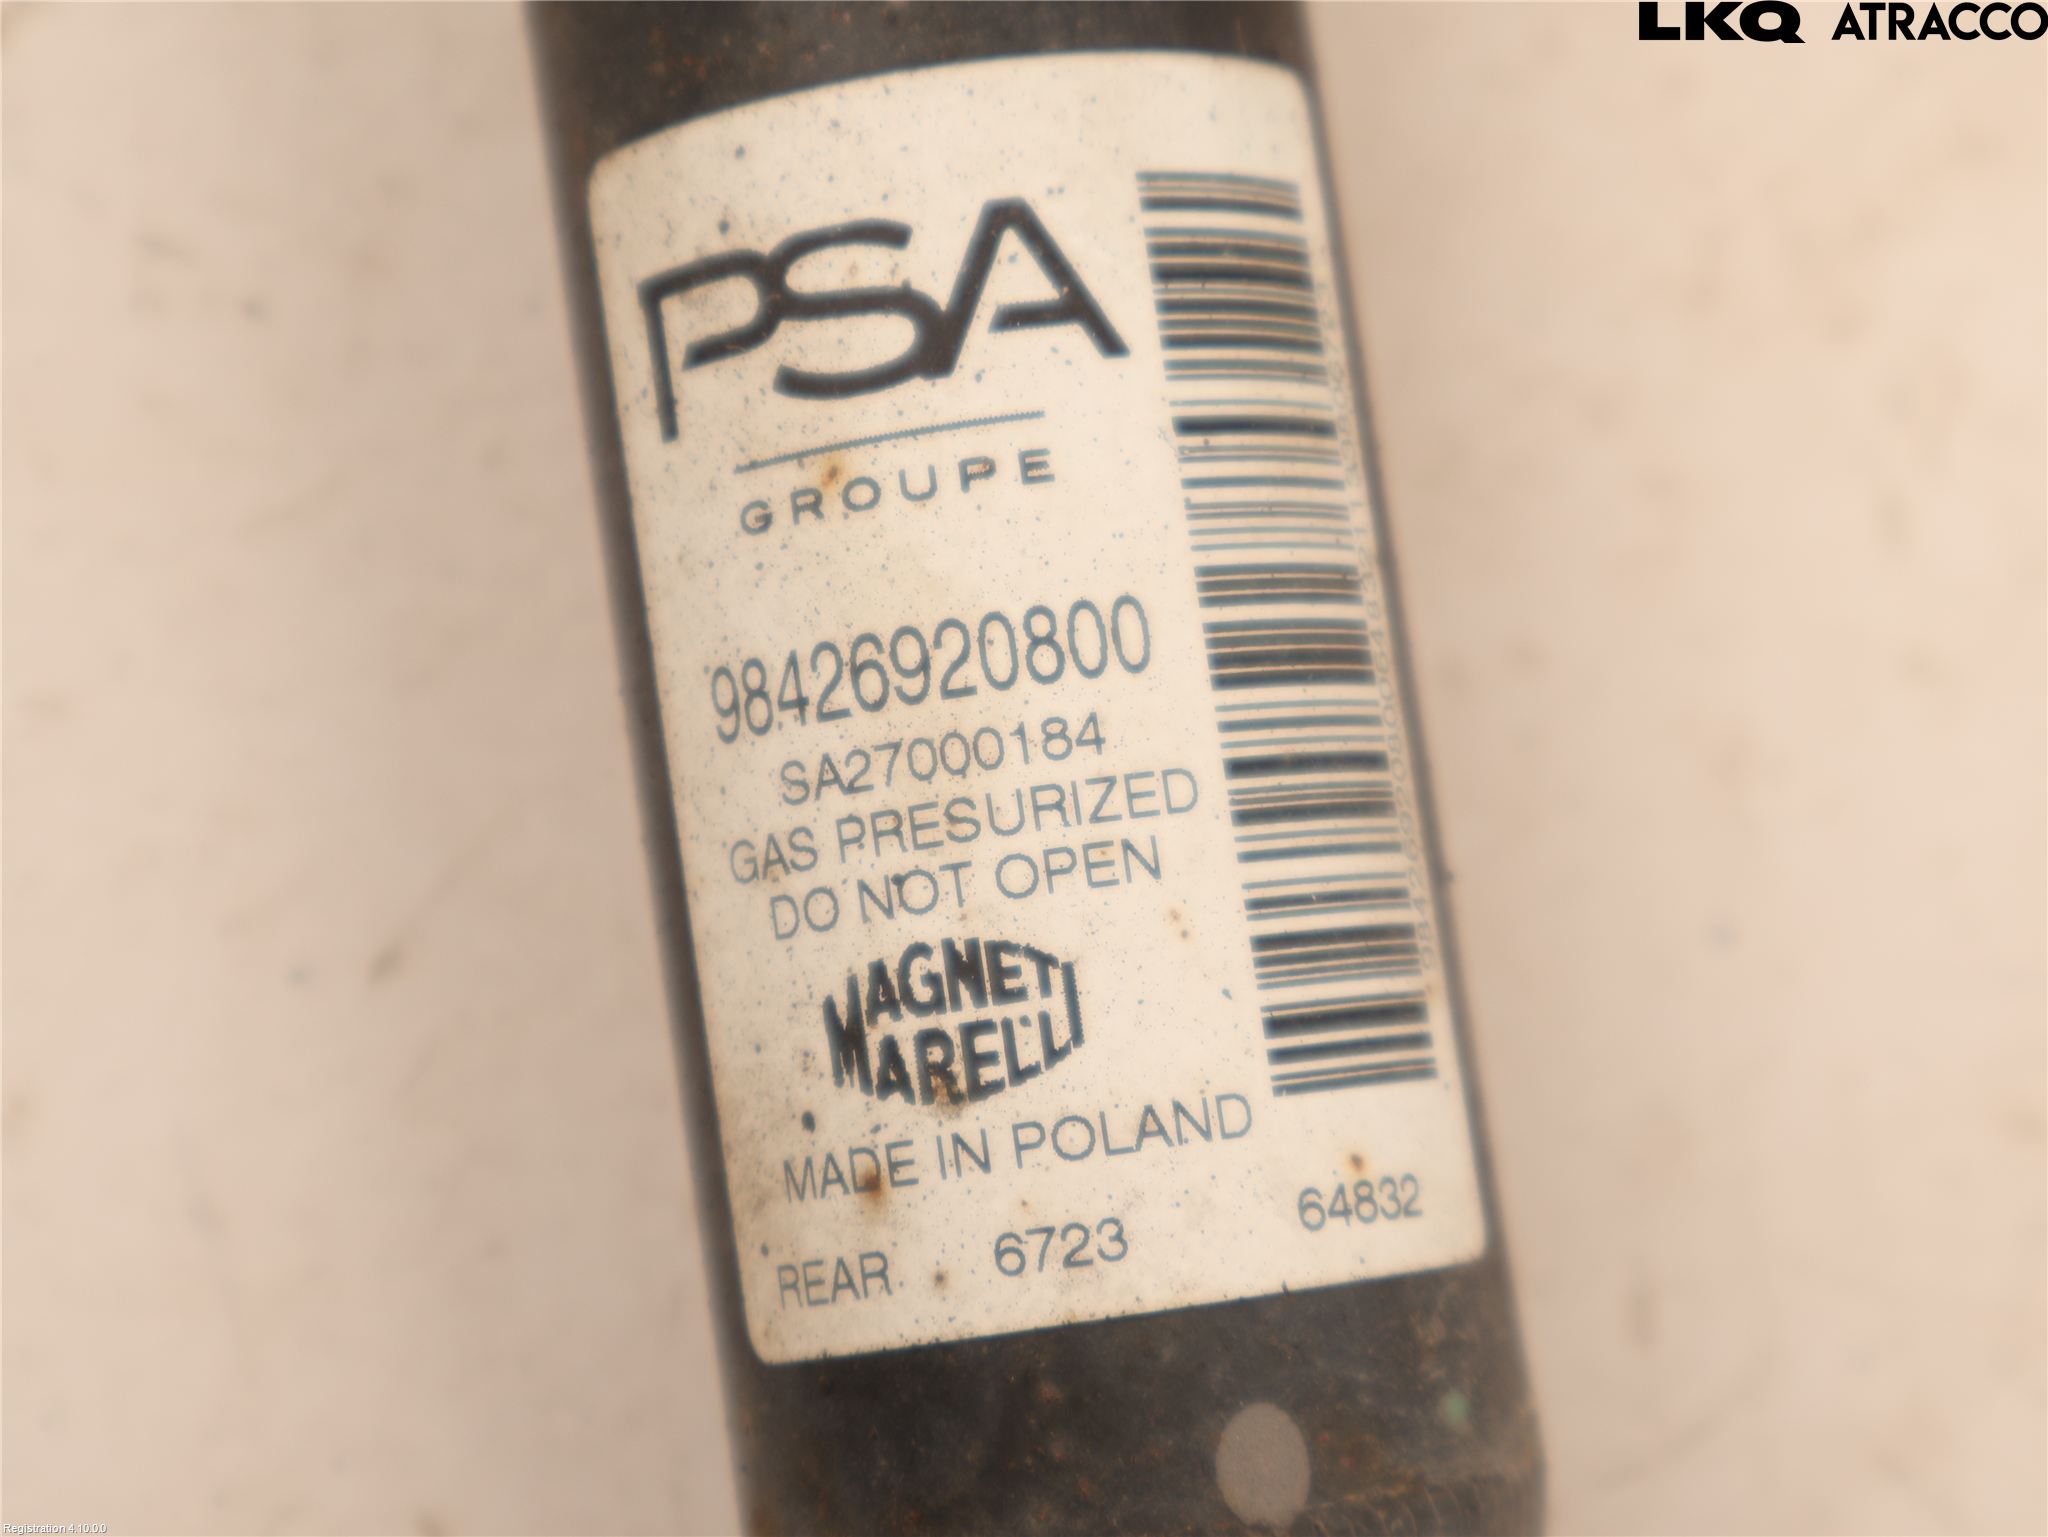 LKQ ATRACCO
PSA
GROUPE
98426920800
SA27000184
GAS PRESURIZED
DO NOT OPEN
MAGNETI
MARELLI
MADE IN POLAND
REAR 6723 64832
Registration 4.10.0.0